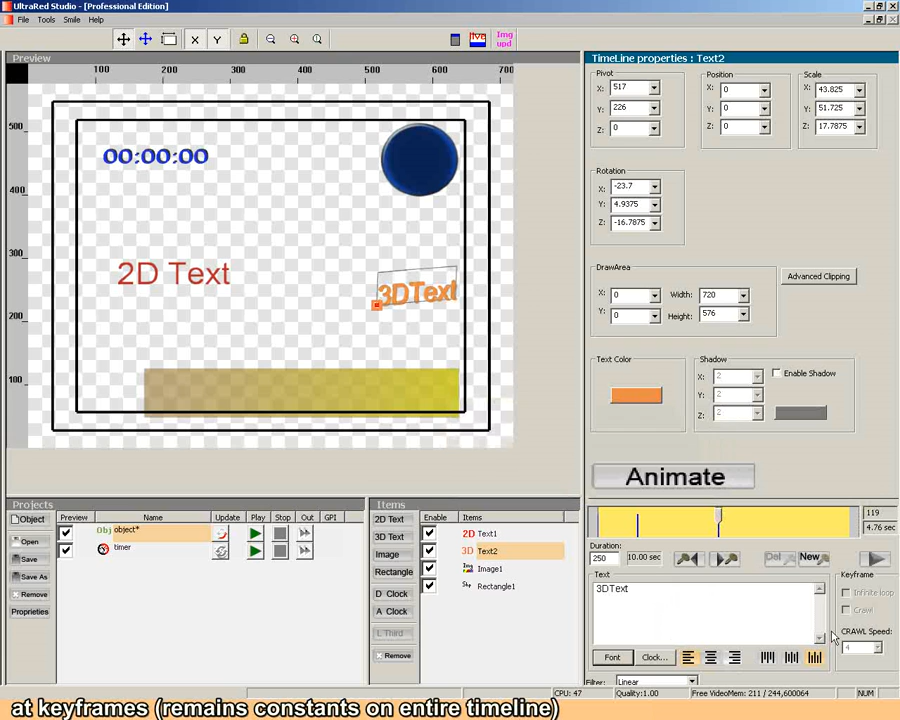 UltraRed Studio - [Professional Edition]
File Tools Smile Help
X Y
live
Img upd
Preview
100 200 300 400 500 600 700
500
400
300
200
100
00:00:00
2D Text
3DText
TimeLine properties : Text2
Pivot
X: 517
Y: 226
Z: 0
Position
X: 0
Y: 0
Z: 0
Scale
X: 43.825
Y: 51.725
Z: 17.7875
Rotation
X: -23.7
Y: 4.9375
Z: -16.7875
DrawArea
X: 0 Width: 720
Y: 0 Height: 576
Advanced Clipping
Text Color
Shadow
X: 2
Y: 2
Z: 2
Enable Shadow
Animate
119
4.76 sec
Duration:
250 10.00 sec
Del New
Text
3DText
Keyframe
Infinite loop
Crawl
CRAWL Speed:
4
Font Clock...
Filter: Linear
Projects
Object
Open
Save
Save As
Remove
Proprieties
Preview Name Update Play Stop Out GPI
Obj object*
timer
Items
2D Text
3D Text
Image
Rectangle
D Clock
A Clock
L Third
Remove
Enable Items
2D Text1
3D Text2
Img Image1
Rectangle1
CPU: 47 Quality:1.00 Free VideoMem: 211 / 244,600064 NUM
at keyframes (remains constants on entire timeline)